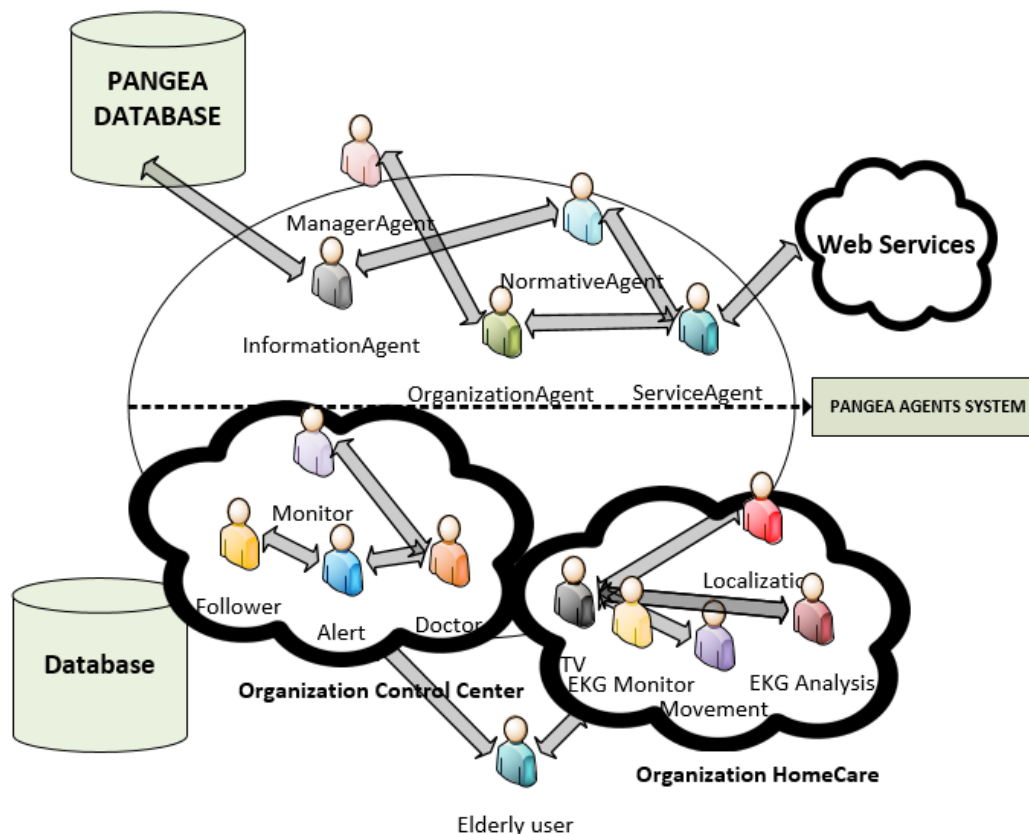 PANGEA
DATABASE
ManagerAgent
Web Services
NormativeAgent
InformationAgent
OrganizationAgent
ServiceAgent
PANGEA AGENTS SYSTEM
Monitor
Follower
Alert
Doctor
Organization Control Center
Database
Localizatio
TV
EKG Monitor
EKG Analysis
Movement
Organization HomeCare
Elderly user